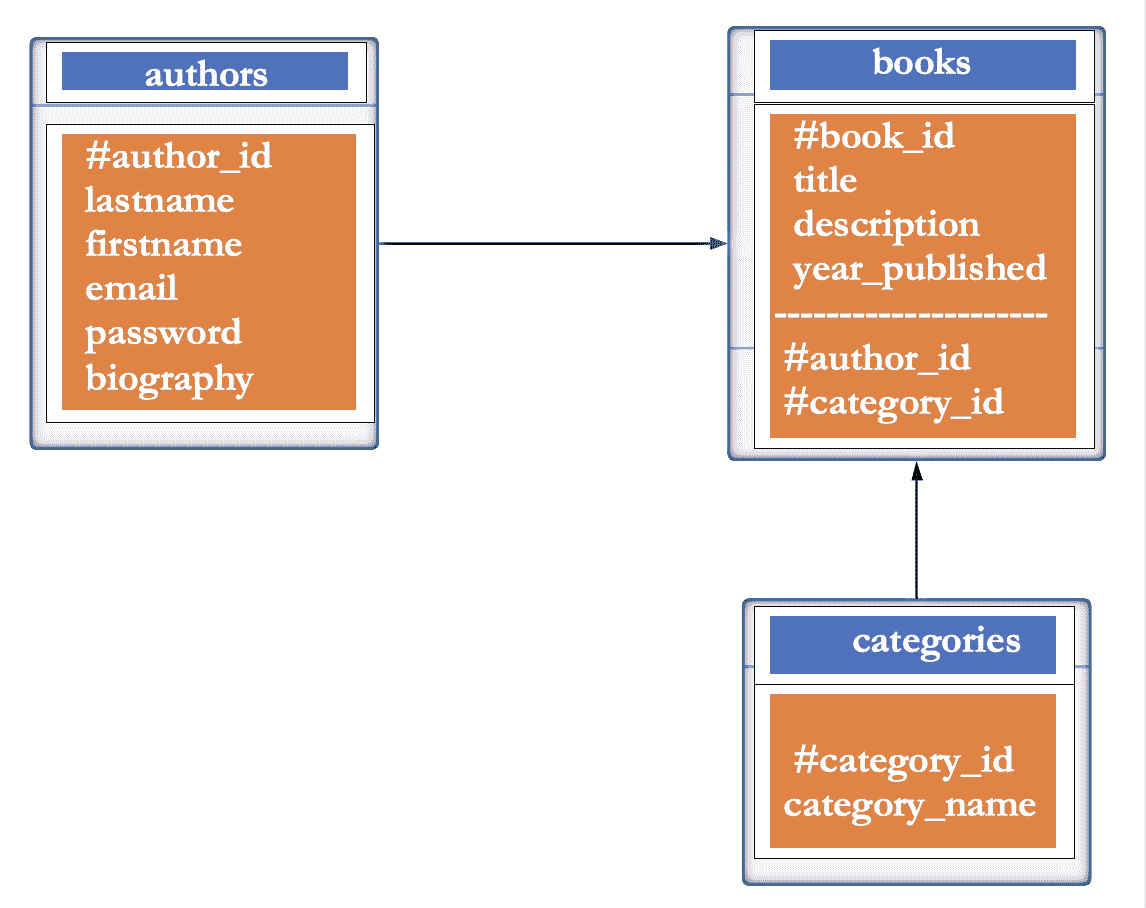 authors
#author_id
lastname
firstname
email
password
biography
books
#book_id
title
description
year_published
---------------------
#author_id
#category_id
categories
#category_id
category_name